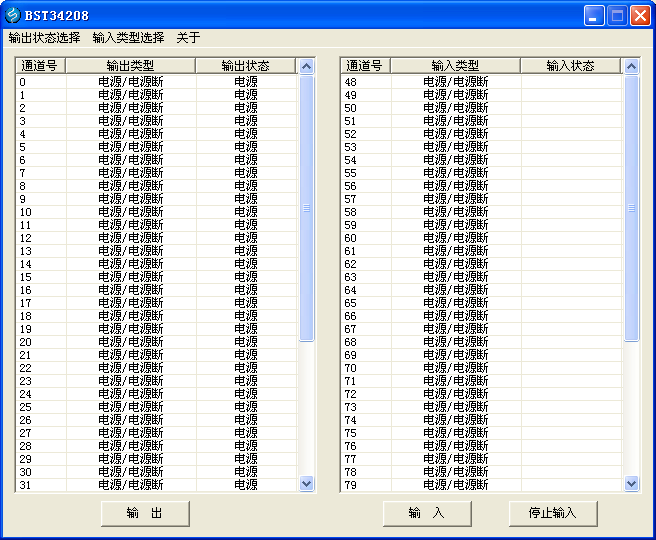 BST34208
输出状态选择 输入类型选择 关于
通道号 输出类型 输出状态
0 电源/电源断 电源
1 电源/电源断 电源
2 电源/电源断 电源
3 电源/电源断 电源
4 电源/电源断 电源
5 电源/电源断 电源
6 电源/电源断 电源
7 电源/电源断 电源
8 电源/电源断 电源
9 电源/电源断 电源
10 电源/电源断 电源
11 电源/电源断 电源
12 电源/电源断 电源
13 电源/电源断 电源
14 电源/电源断 电源
15 电源/电源断 电源
16 电源/电源断 电源
17 电源/电源断 电源
18 电源/电源断 电源
19 电源/电源断 电源
20 电源/电源断 电源
21 电源/电源断 电源
22 电源/电源断 电源
23 电源/电源断 电源
24 电源/电源断 电源
25 电源/电源断 电源
26 电源/电源断 电源
27 电源/电源断 电源
28 电源/电源断 电源
29 电源/电源断 电源
30 电源/电源断 电源
31 电源/电源断 电源
输 出
通道号 输入类型 输入状态
48 电源/电源断
49 电源/电源断
50 电源/电源断
51 电源/电源断
52 电源/电源断
53 电源/电源断
54 电源/电源断
55 电源/电源断
56 电源/电源断
57 电源/电源断
58 电源/电源断
59 电源/电源断
60 电源/电源断
61 电源/电源断
62 电源/电源断
63 电源/电源断
64 电源/电源断
65 电源/电源断
66 电源/电源断
67 电源/电源断
68 电源/电源断
69 电源/电源断
70 电源/电源断
71 电源/电源断
72 电源/电源断
73 电源/电源断
74 电源/电源断
75 电源/电源断
76 电源/电源断
77 电源/电源断
78 电源/电源断
79 电源/电源断
输 入 停止输入